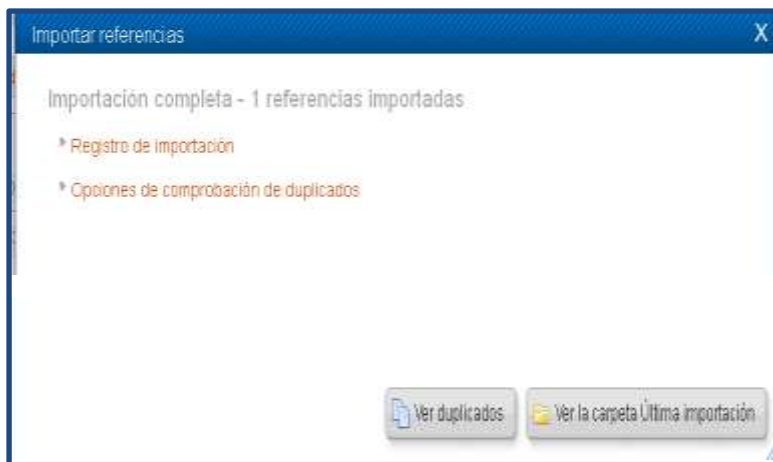 Importar referencias X
Importación completa - 1 referencias importadas
Registro de importación
Opciones de comprobación de duplicados
Ver duplicados Ver la carpeta Última importación